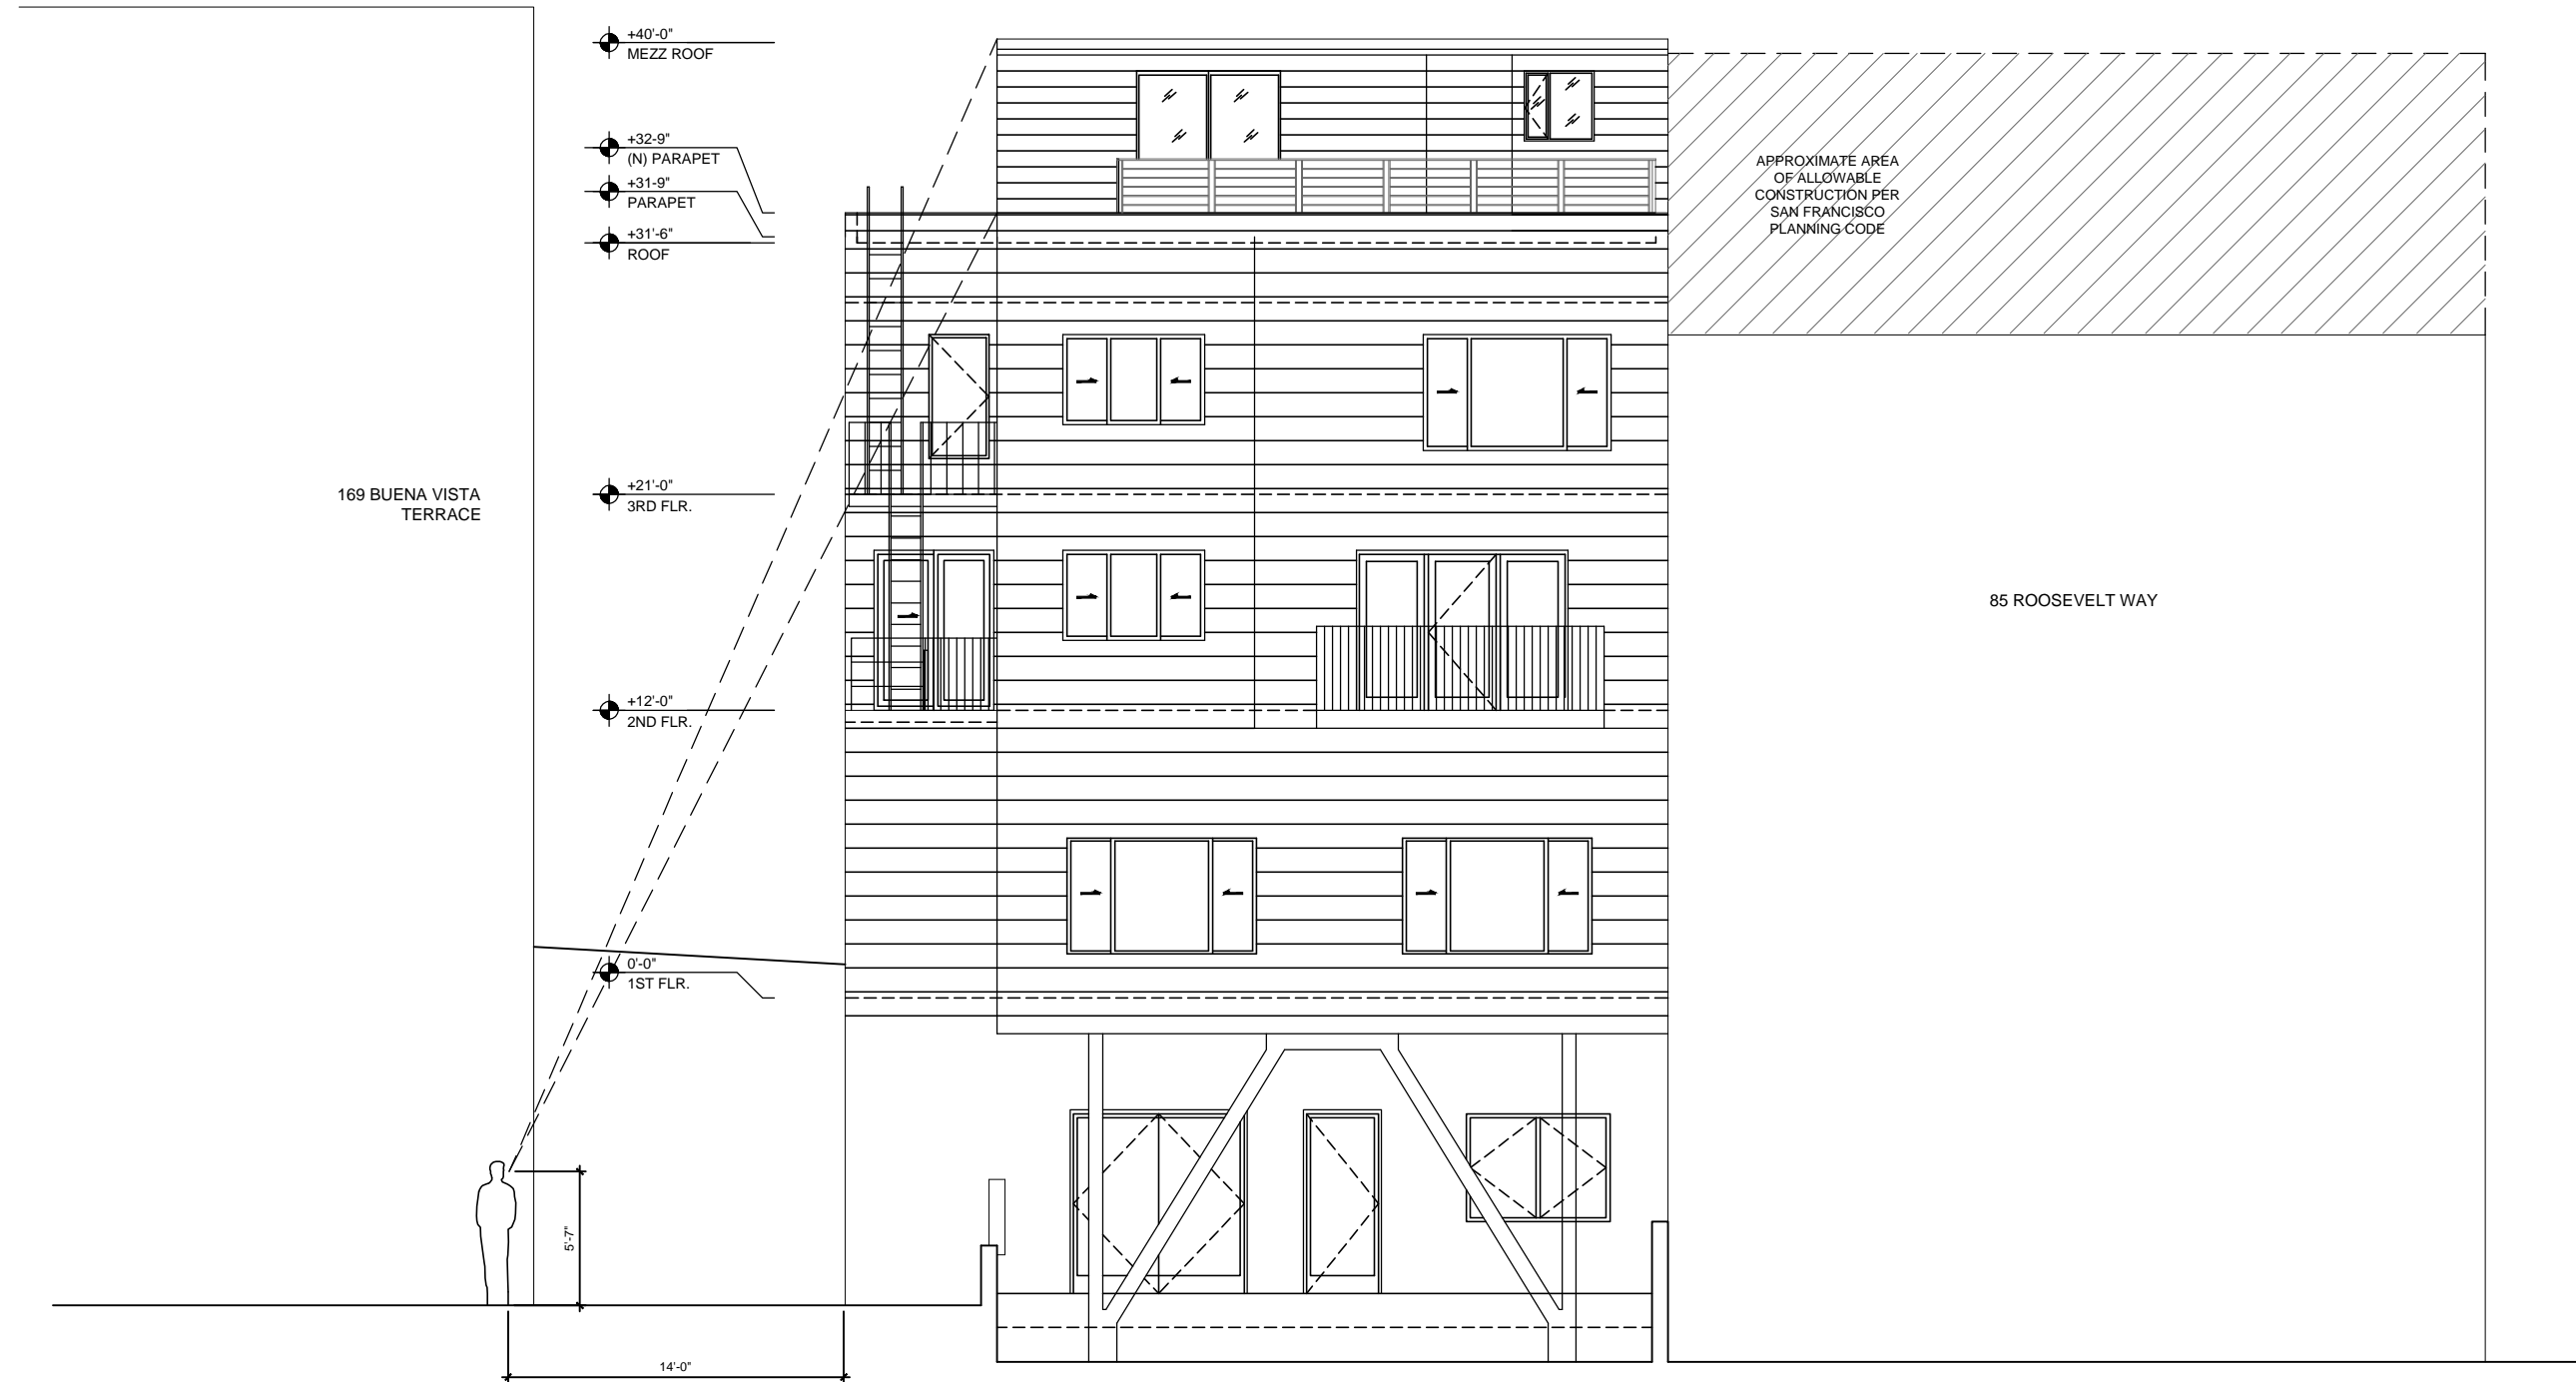 +40'-0"
MEZZ ROOF
+32-9"
(N) PARAPET
+31-9"
PARAPET
+31'-6"
ROOF
APPROXIMATE AREA
OF ALLOWABLE
CONSTRUCTION PER
SAN FRANCISCO
PLANNING CODE
169 BUENA VISTA
TERRACE
+21'-0"
3RD FLR.
85 ROOSEVELT WAY
+12'-0"
2ND FLR.
0'-0"
1ST FLR.
5'-7"
14'-0"